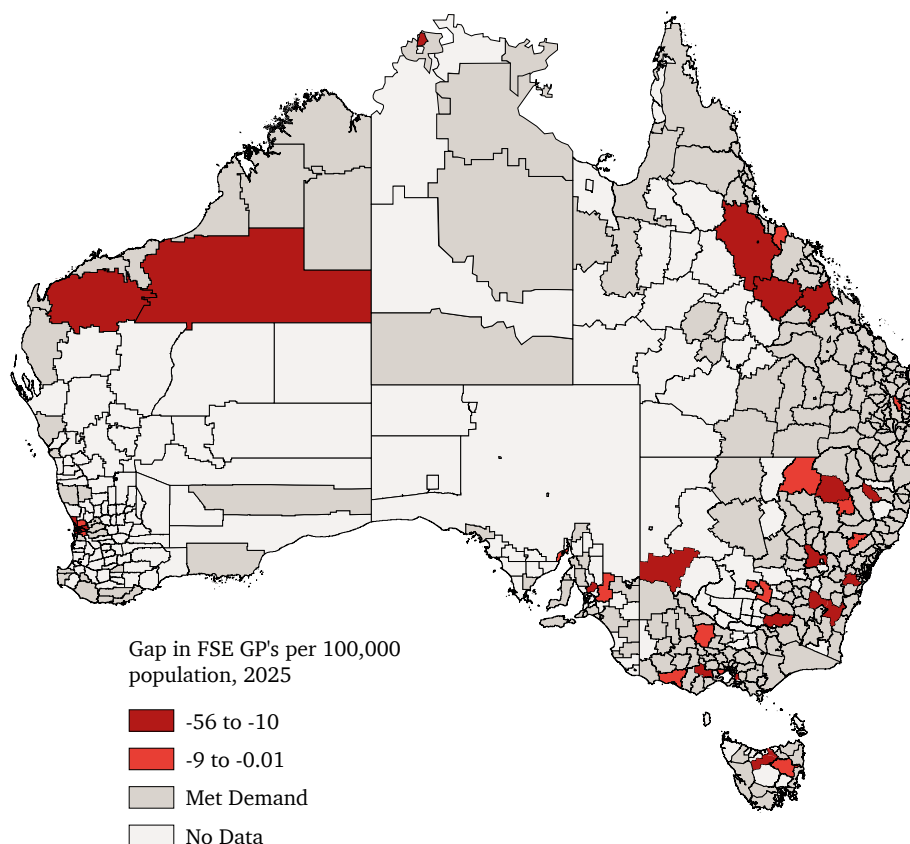 Gap in FSE GP's per 100,000
population, 2025
-56 to -10
-9 to -0.01
Met Demand
No Data